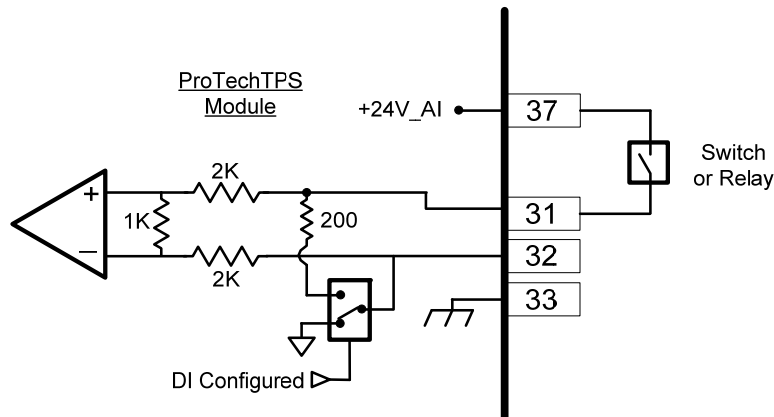 ProTechTPS
Module
+24V_AI
37
Switch
or Relay
2K
+
1K
200
31
–
2K
32
33
DI Configured